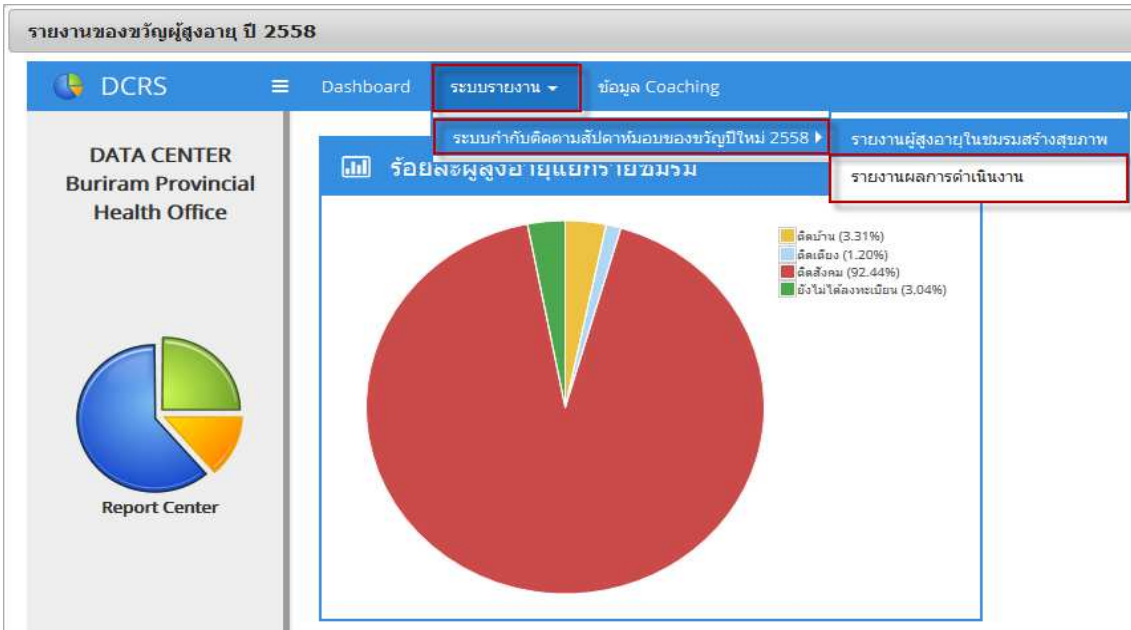 รายงานของขวัญผู้สูงอายุ ปี 2558
DCRS
Dashboard
ระบบรายงาน
ข้อมูล Coaching
ระบบกำกับติดตามสัปดาห์มอบของขวัญปีใหม่ 2558
รายงานผู้สูงอายุในชมรมสร้างสุขภาพ
รายงานผลการดำเนินงาน
DATA CENTER
Buriram Provincial
Health Office
ร้อยละผู้สูงอายุแยกรายชมรม
ติดบ้าน (3.31%)
ติดเตียง (1.20%)
ติดสังคม (92.44%)
ยังไม่ได้ลงทะเบียน (3.04%)
Report Center